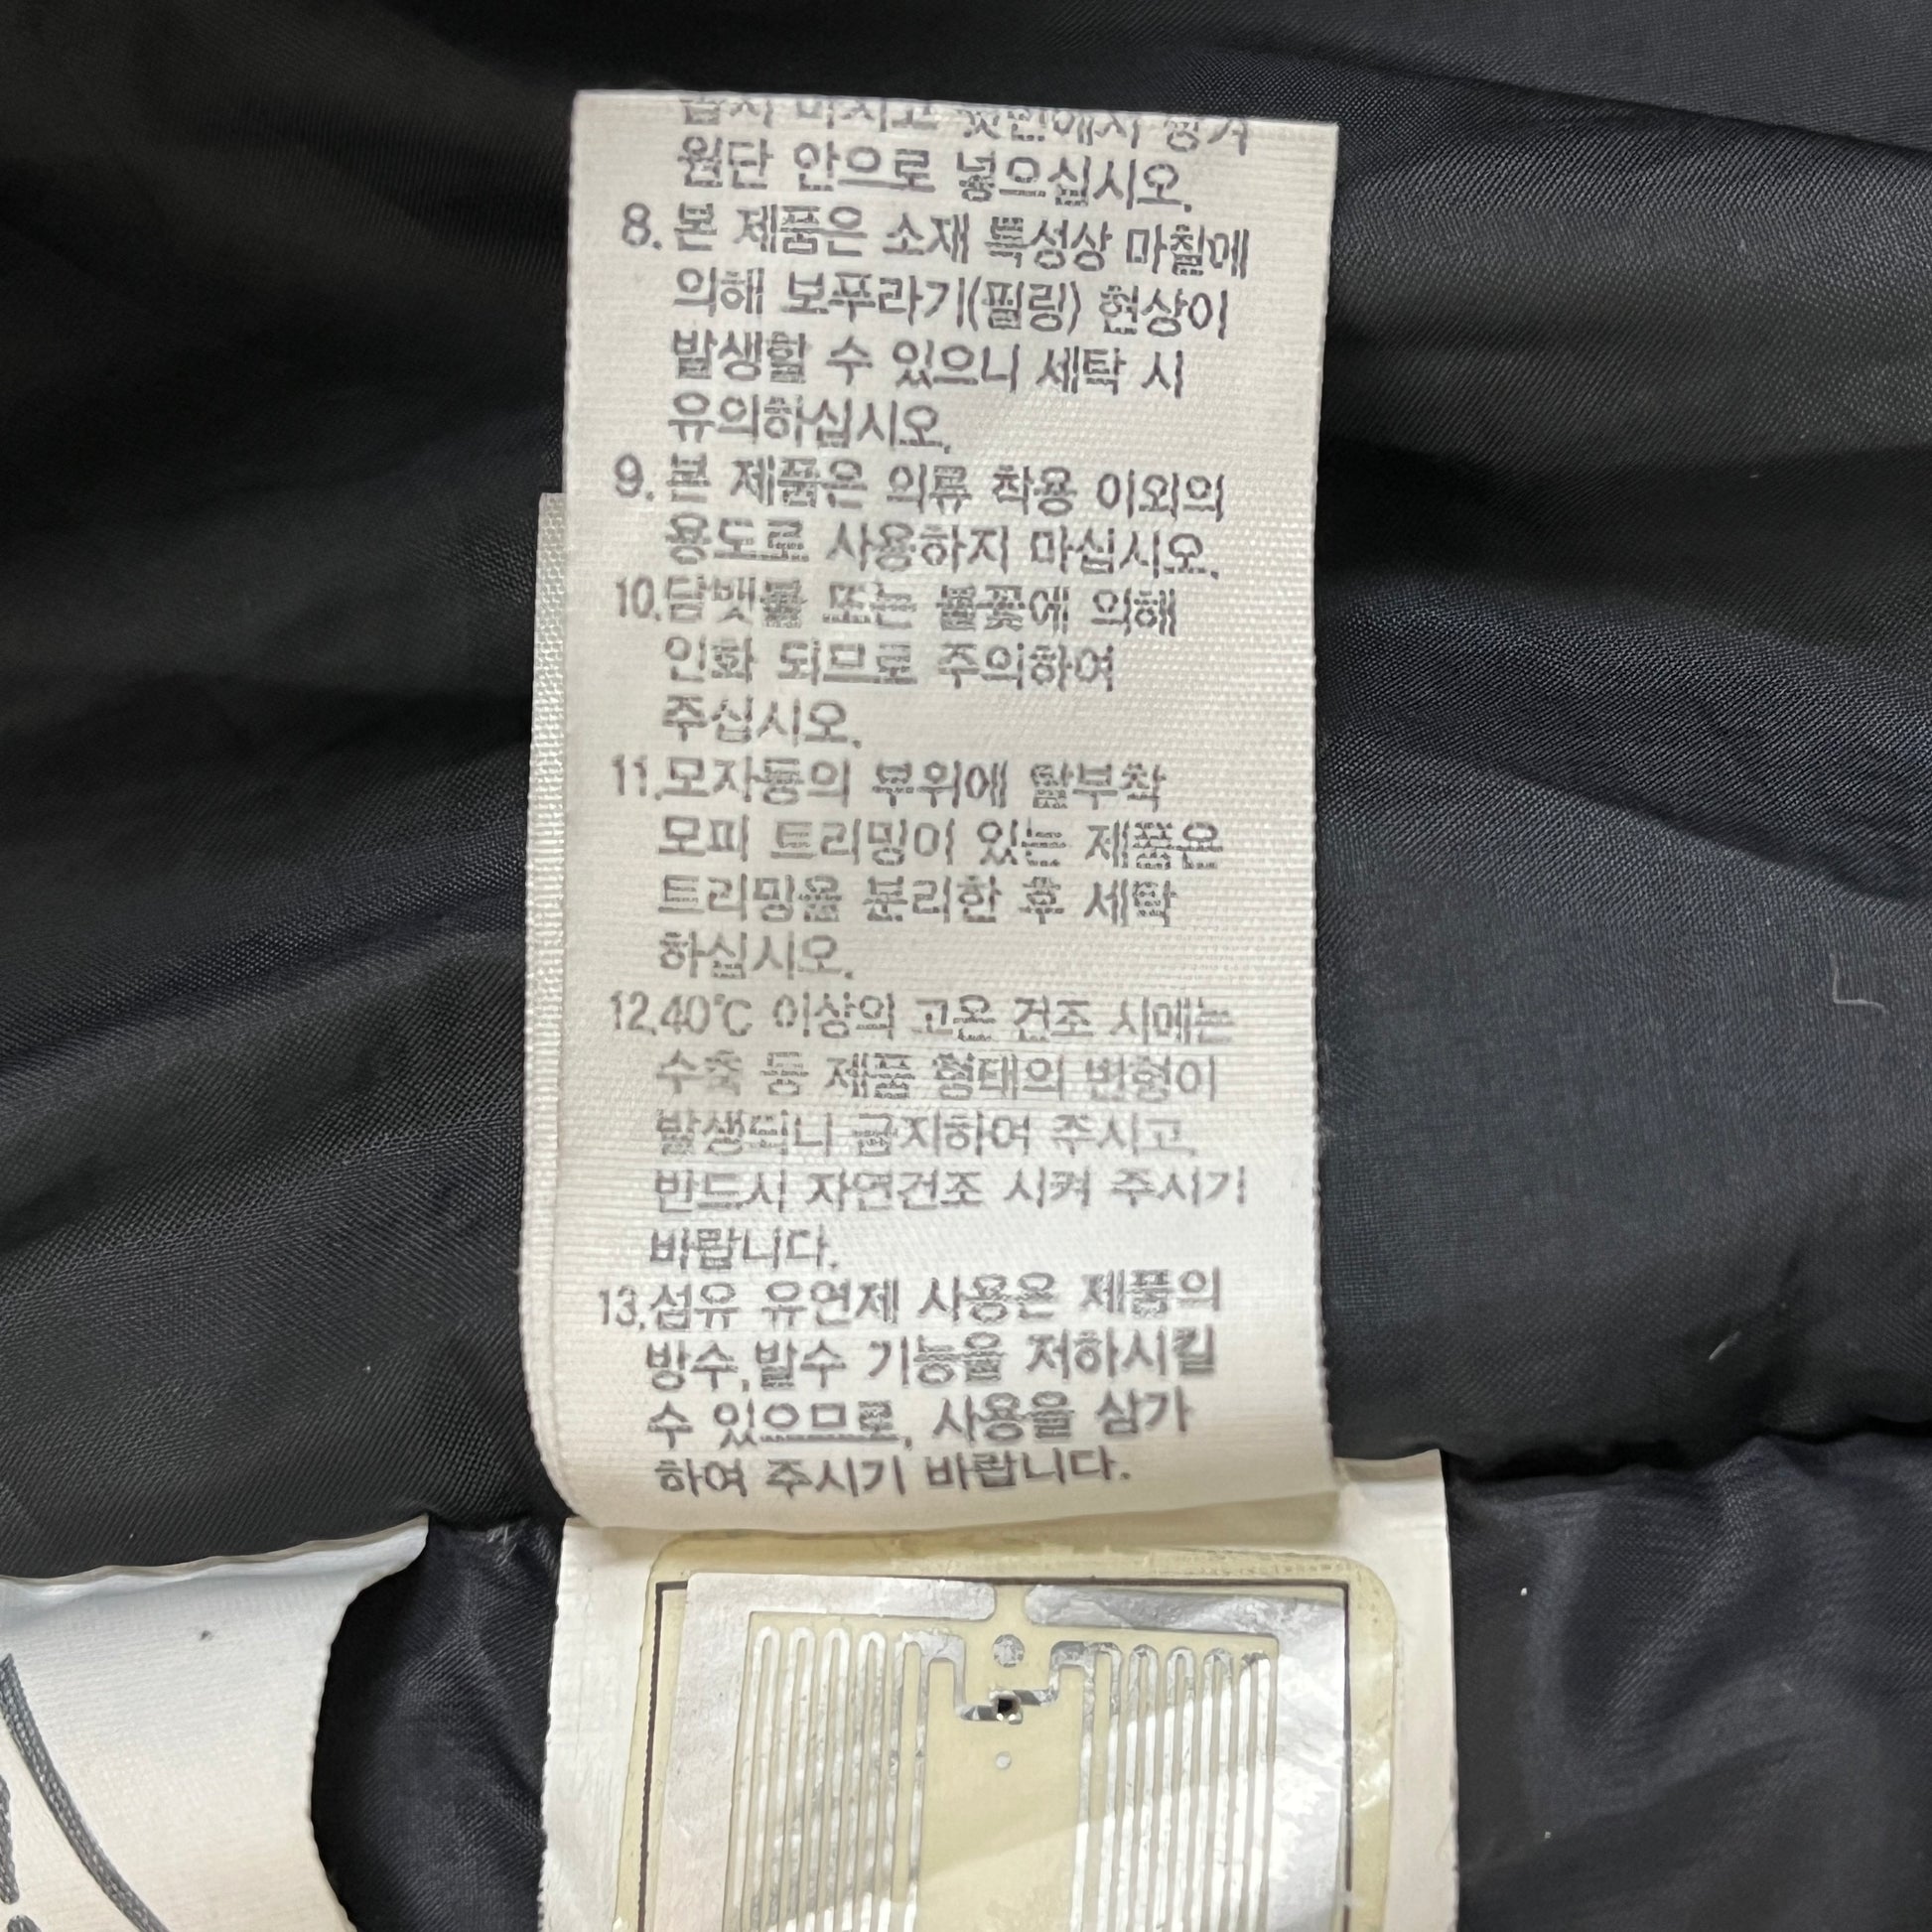 뽑지 마시고 뒷면에서 당겨
원단 안으로 넣으십시오.
8. 본 제품은 소재 특성상 마찰에
의해 보푸라기(필링) 현상이
발생할 수 있으니 세탁 시
유의하십시오.
9. 본 제품은 의류 착용 이외의
용도로 사용하지 마십시오.
10.담뱃불 또는 불꽃에 의해
인화 되므로 주의하여
주십시오.
11.모자등의 부위에 탈부착
모피 트리밍이 있는 제품은
트리밍을 분리한 후 세탁
하십시오.
12.40℃ 이상의 고온 건조 시에는
수축 등 제품 형태의 변형이
발생되니 금지하여 주시고,
반드시 자연건조 시켜 주시기
바랍니다.
13.섬유 유연제 사용은 제품의
방수,발수 기능을 저하시킬
수 있으므로, 사용을 삼가
하여 주시기 바랍니다.